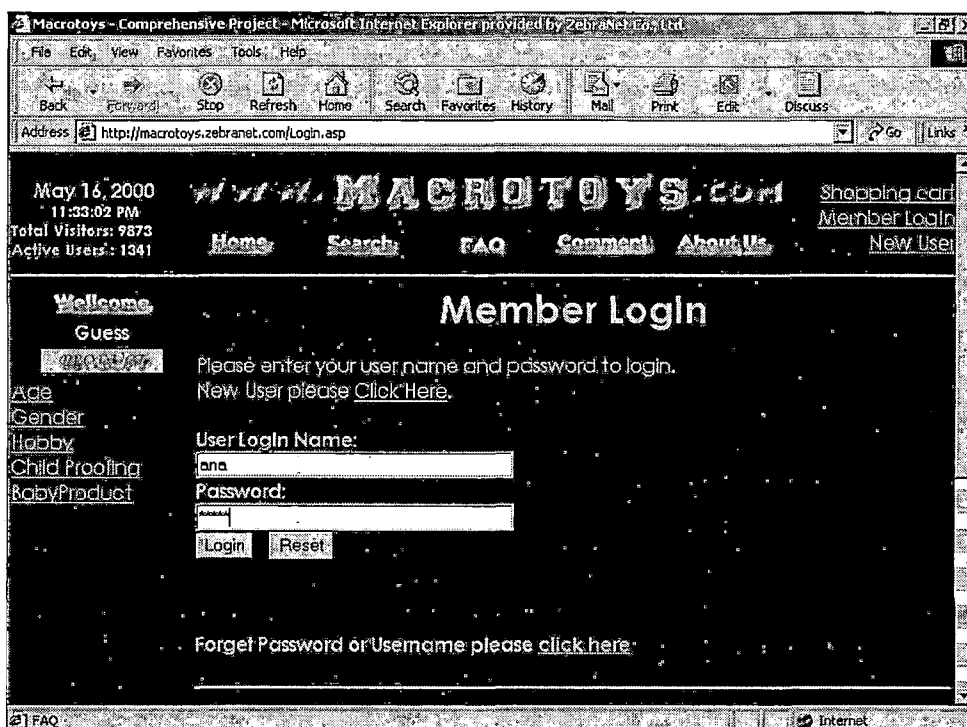 Macrotoys - Comprehensive Project - Microsoft Internet Explorer provided by ZebraNet Co., Ltd.
File Edit View Favorites Tools Help
Back Forward Stop Refresh Home Search Favorites History Mail Print Edit Discuss
Address http://macrotoys.zebranet.com/Login.asp Go Links
May 16, 2000
11:33:02 PM
Total Visitors: 9873
Active Users: 1341
www.MACROTOYS.com
Home Search FAQ Comment About Us
Shopping cart
Member Login
New User
Wellcome
Guess
Age
Gender
Hobby
Child Proofing
BabyProduct
Member LogIn
Please enter your user name and password to login.
New User please Click Here.
User LogIn Name:
ana
Password:
****
Login Reset
Forget Password or Username please click here
FAQ Internet